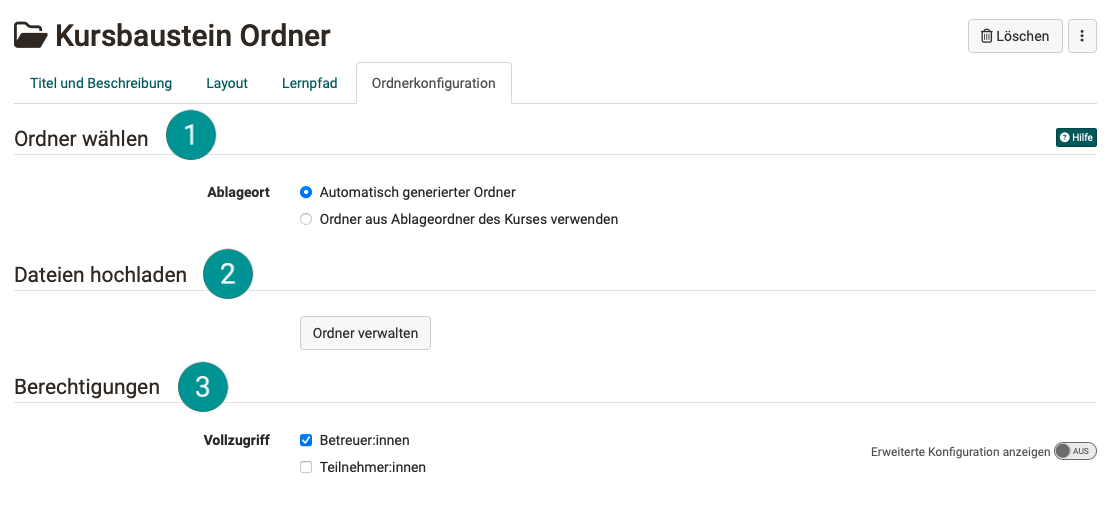 Kursbaustein Ordner
Löschen
Titel und Beschreibung Layout Lernpfad Ordnerkonfiguration
Ordner wählen 1
Hilfe
Ablageort Automatisch generierter Ordner
Ordner aus Ablageordner des Kurses verwenden
Dateien hochladen 2
Ordner verwalten
Berechtigungen 3
Vollzugriff Betreuer:innen
Erweiterte Konfiguration anzeigen AUS
Teilnehmer:innen